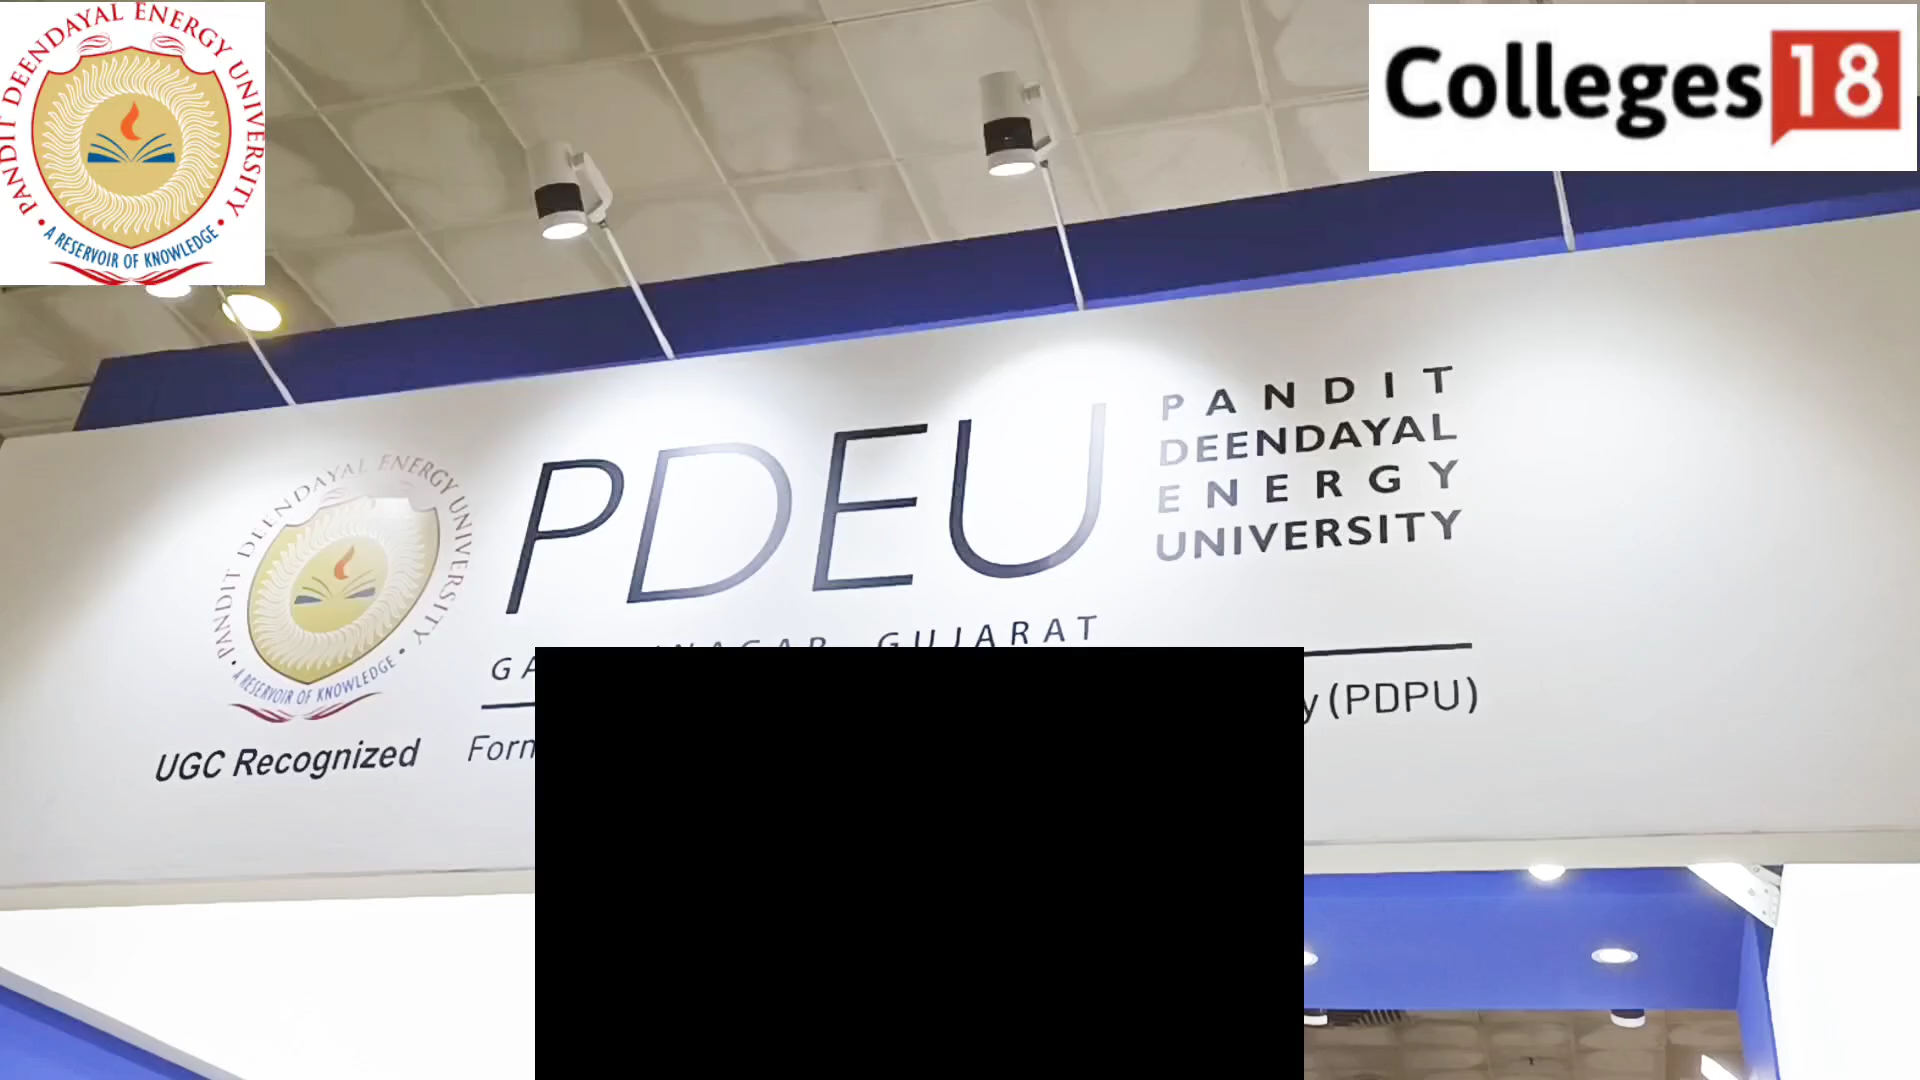 PANDIT DEENDAYAL ENERGY UNIVERSITY
A RESERVOIR OF KNOWLEDGE
Colleges18
PANDIT DEENDAYAL ENERGY UNIVERSITY
A RESERVOIR OF KNOWLEDGE
PDEU
PANDIT
DEENDAYAL
ENERGY
UNIVERSITY
GUJARAT
(PDPU)
UGC Recognized